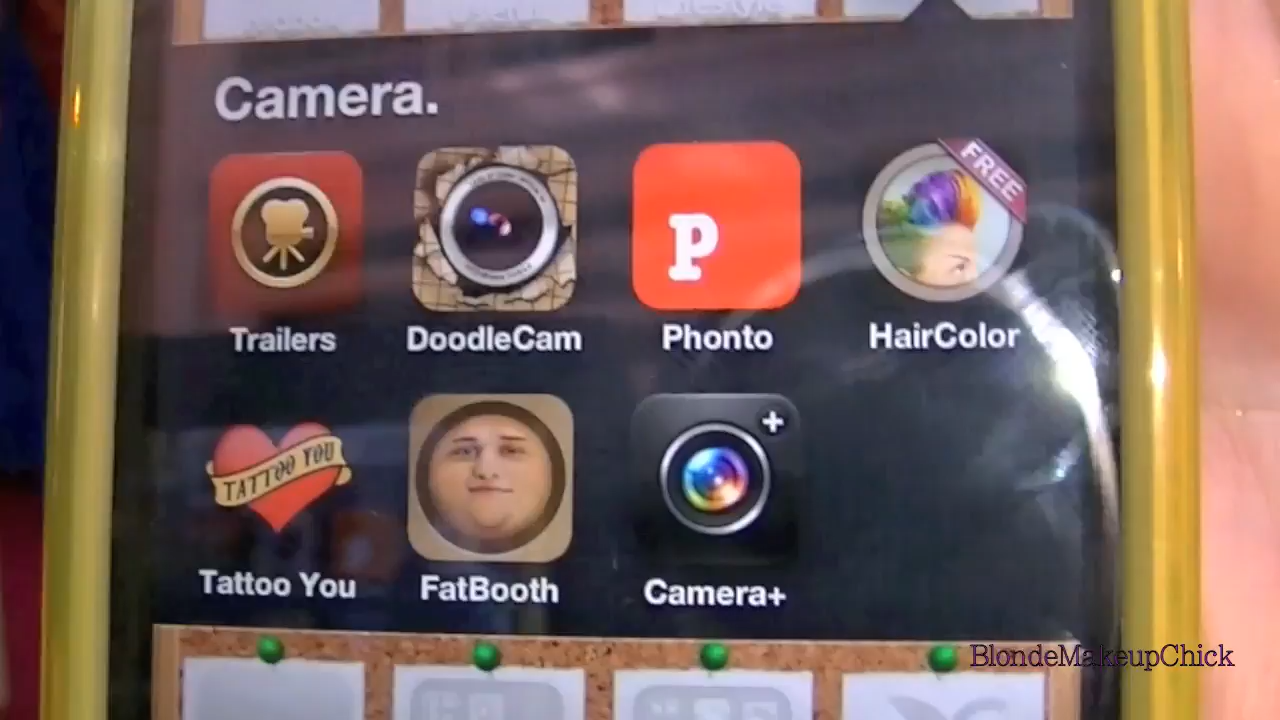 Camera.
FREE
P
Trailers
DoodleCam
Phonto
HairColor
TATTOO YOU
Tattoo You
FatBooth
Camera+
BlondeMakeupChick